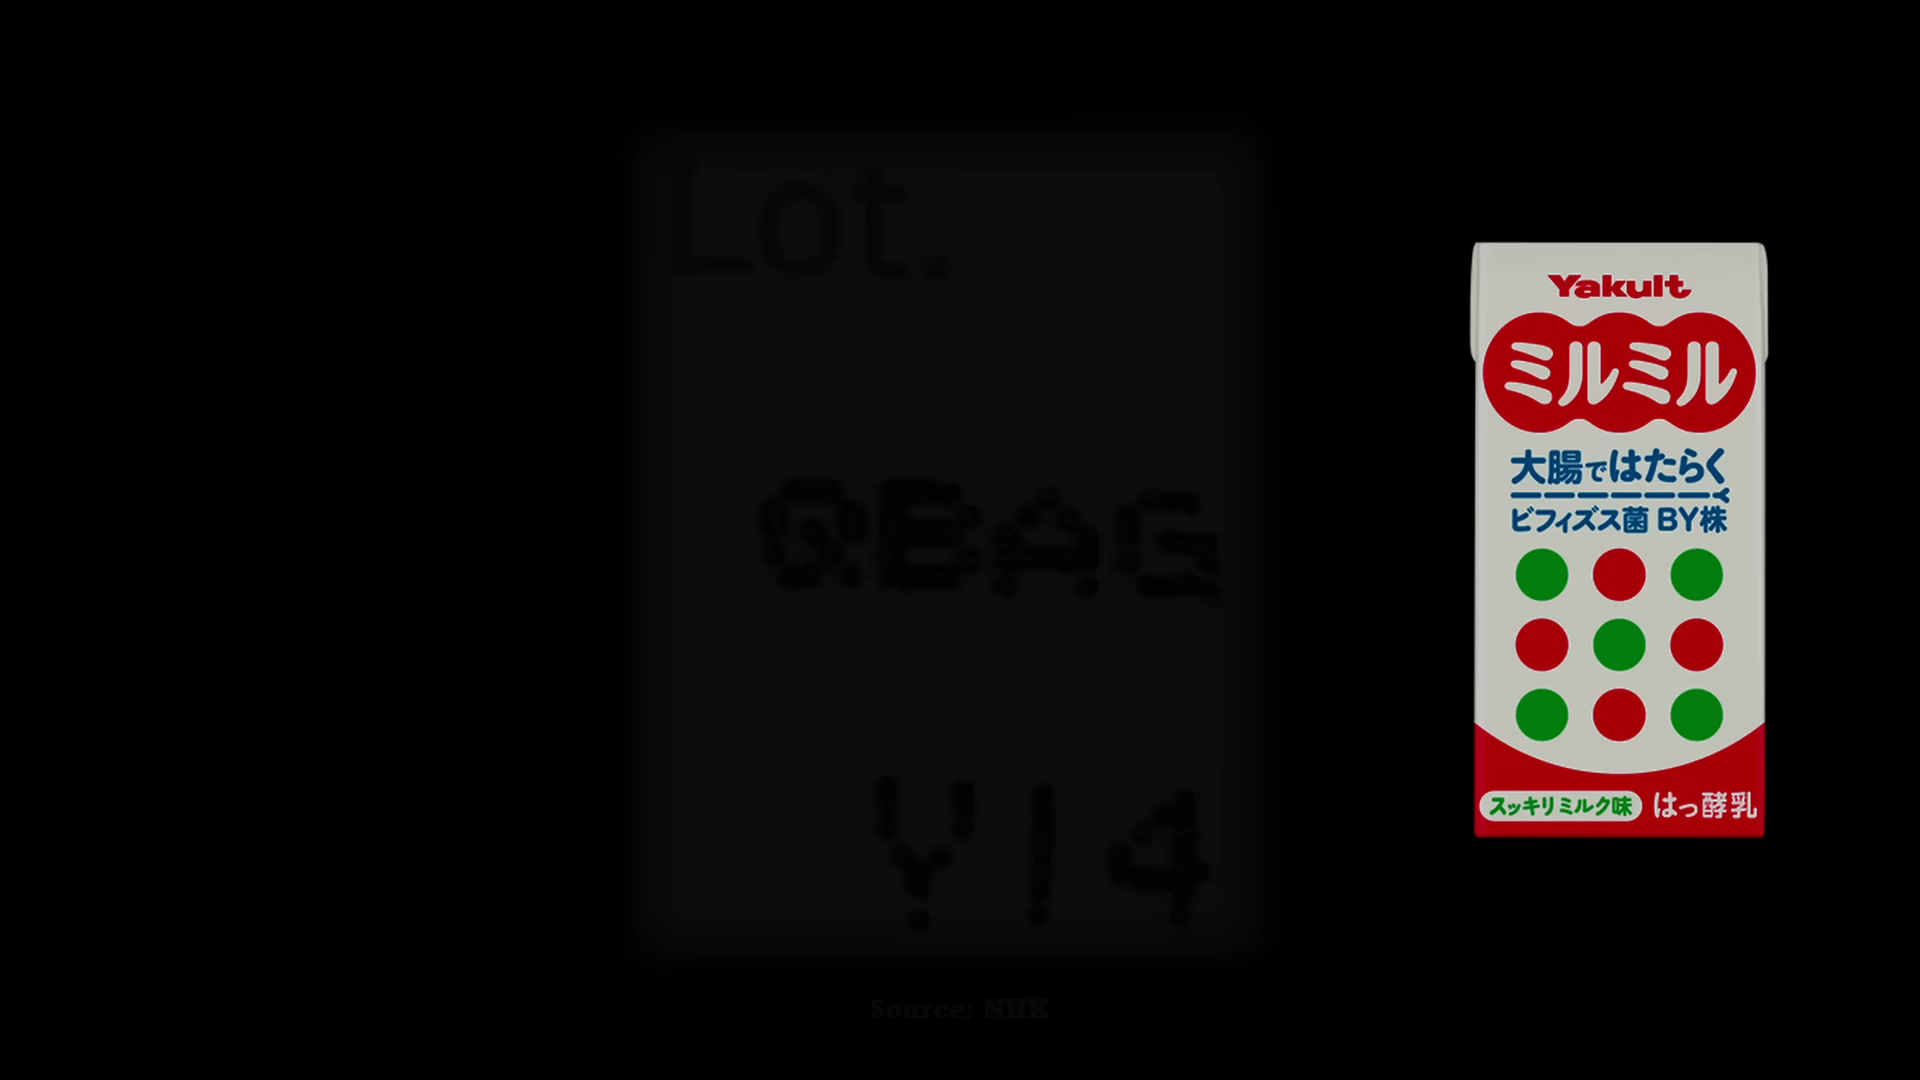 Lot.
Y14
Source: NHK
Yakult
ミルミル
大腸ではたらく
ビフィズス菌 BY株
スッキリミルク味 はっ酵乳